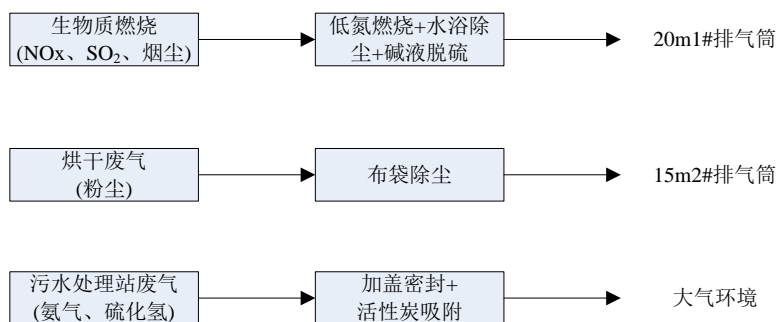 生物质燃烧
(NOx、SO₂、烟尘)
低氮燃烧+水浴除
尘+碱液脱硫
20m1#排气筒
烘干废气
(粉尘)
布袋除尘
15m2#排气筒
污水处理站废气
(氨气、硫化氢)
加盖密封+
活性炭吸附
大气环境